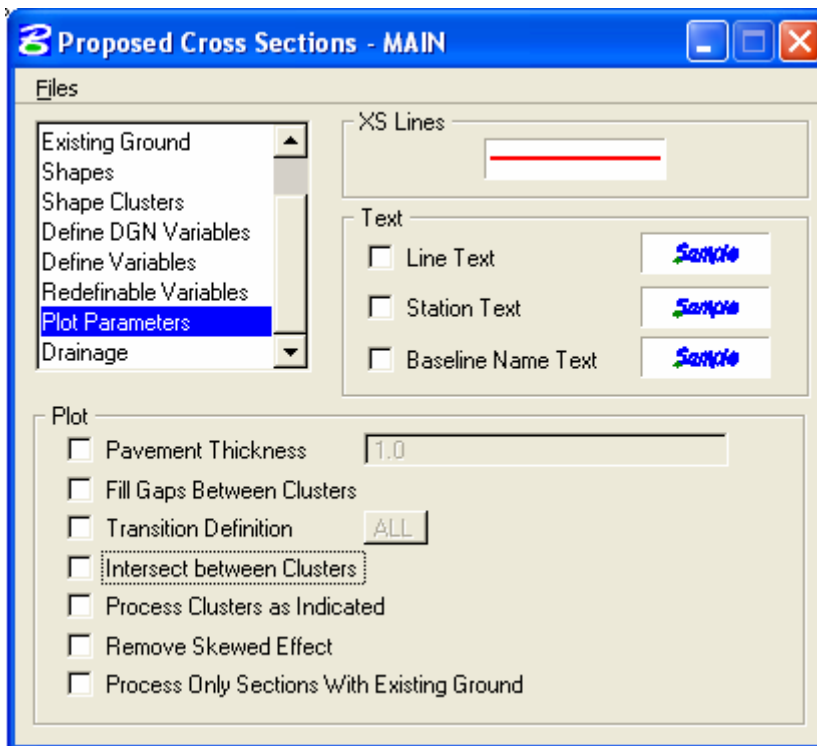 Proposed Cross Sections - MAIN
Files
Existing Ground
Shapes
Shape Clusters
Define DGN Variables
Define Variables
Redefinable Variables
Plot Parameters
Drainage
XS Lines
Text
Line Text Sample
Station Text Sample
Baseline Name Text Sample
Plot
Pavement Thickness 1.0
Fill Gaps Between Clusters
Transition Definition ALL
Intersect between Clusters
Process Clusters as Indicated
Remove Skewed Effect
Process Only Sections With Existing Ground